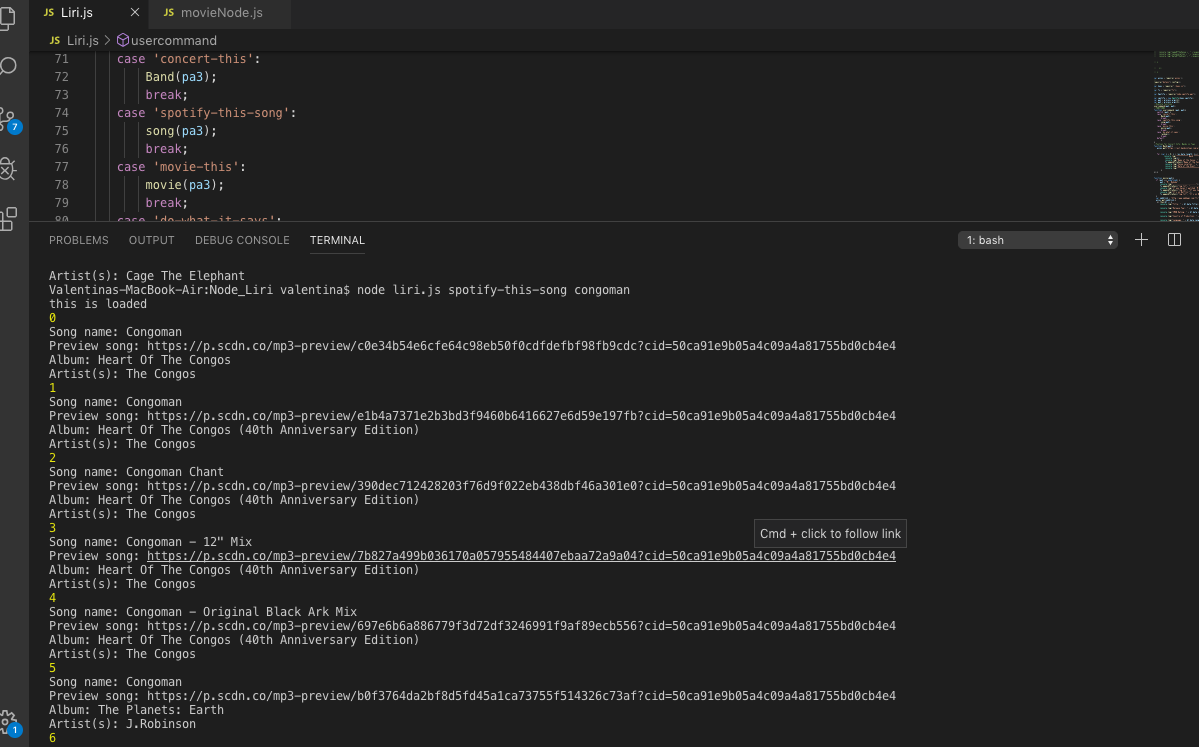 JS Liri.js × JS movieNode.js
JS Liri.js > usercommand
71 case 'concert-this':
72 Band(pa3);
73 break;
74 case 'spotify-this-song':
75 song(pa3);
76 break;
77 case 'movie-this':
78 movie(pa3);
79 break;
80 case 'do-what-it-says':
7
PROBLEMS OUTPUT DEBUG CONSOLE TERMINAL 1: bash
Artist(s): Cage The Elephant
Valentinas-MacBook-Air:Node_Liri valentina$ node liri.js spotify-this-song congoman
this is loaded
0
Song name: Congoman
Preview song: https://p.scdn.co/mp3-preview/c0e34b54e6cfe64c98eb50f0cdfdefbf98fb9cdc?cid=50ca91e9b05a4c09a4a81755bd0cb4e4
Album: Heart Of The Congos
Artist(s): The Congos
1
Song name: Congoman
Preview song: https://p.scdn.co/mp3-preview/e1b4a7371e2b3bd3f9460b6416627e6d59e197fb?cid=50ca91e9b05a4c09a4a81755bd0cb4e4
Album: Heart Of The Congos (40th Anniversary Edition)
Artist(s): The Congos
2
Song name: Congoman Chant
Preview song: https://p.scdn.co/mp3-preview/390dec712428203f76d9f022eb438dbf46a301e0?cid=50ca91e9b05a4c09a4a81755bd0cb4e4
Album: Heart Of The Congos (40th Anniversary Edition)
Artist(s): The Congos
3
Song name: Congoman – 12" Mix
Cmd + click to follow link
Preview song: https://p.scdn.co/mp3-preview/7b827a499b036170a057955484407ebaa72a9a04?cid=50ca91e9b05a4c09a4a81755bd0cb4e4
Album: Heart Of The Congos (40th Anniversary Edition)
Artist(s): The Congos
4
Song name: Congoman – Original Black Ark Mix
Preview song: https://p.scdn.co/mp3-preview/697e6b6a886779f3d72df3246991f9af89ecb556?cid=50ca91e9b05a4c09a4a81755bd0cb4e4
Album: Heart Of The Congos (40th Anniversary Edition)
Artist(s): The Congos
5
Song name: Congoman
Preview song: https://p.scdn.co/mp3-preview/b0f3764da2bf8d5fd45a1ca73755f514326c73af?cid=50ca91e9b05a4c09a4a81755bd0cb4e4
Album: The Planets: Earth
Artist(s): J.Robinson
1
6